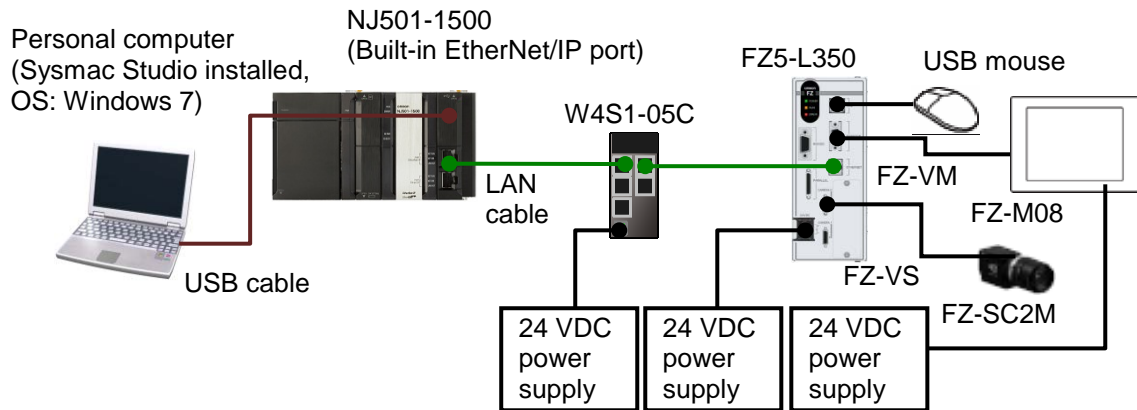 Personal computer
(Sysmac Studio installed,
OS: Windows 7)
NJ501-1500
(Built-in EtherNet/IP port)
W4S1-05C
FZ5-L350
USB mouse
LAN
cable
FZ-VM
FZ-M08
USB cable
FZ-VS
FZ-SC2M
24 VDC
power
supply
24 VDC
power
supply
24 VDC
power
supply